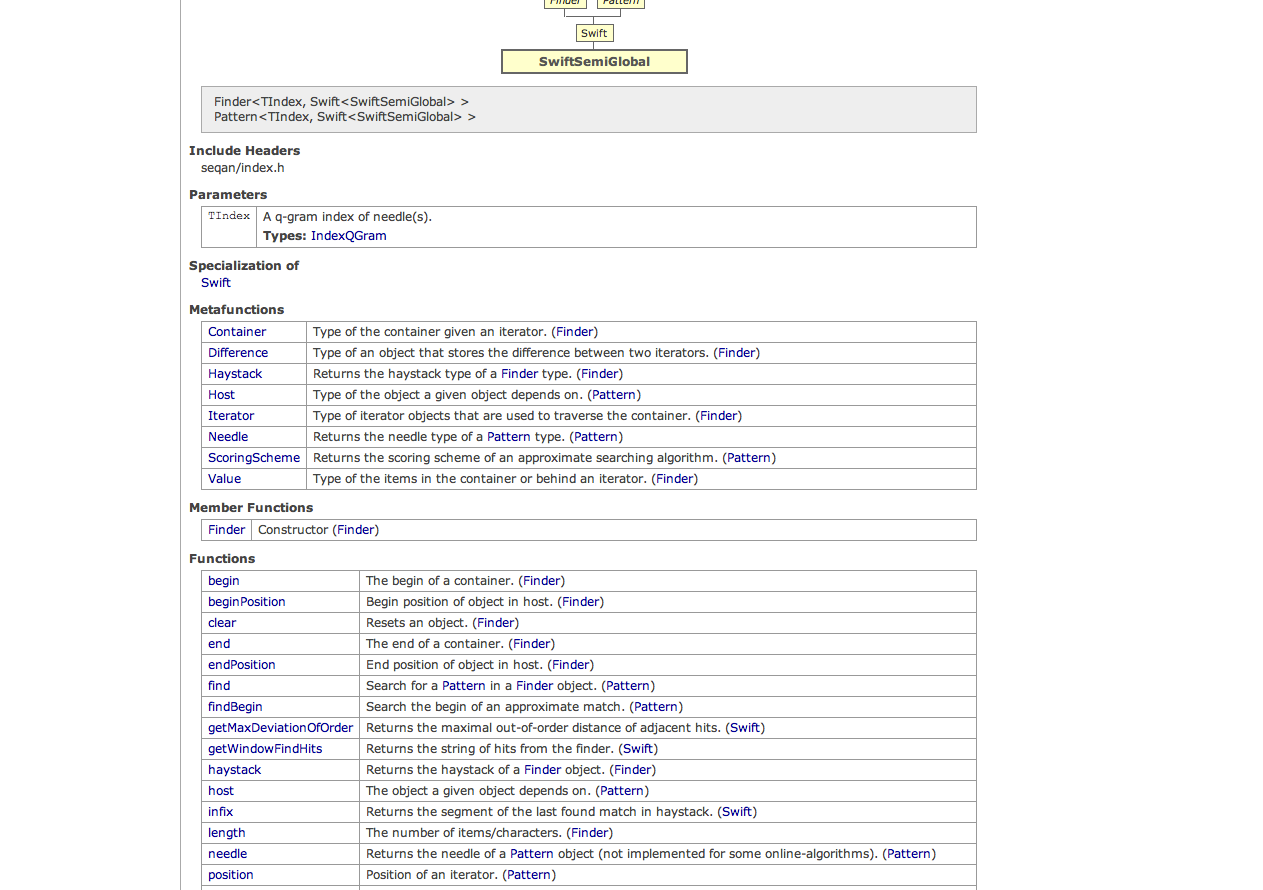 Finder Pattern
Swift
SwiftSemiGlobal
Finder<TIndex, Swift<SwiftSemiGlobal> >
Pattern<TIndex, Swift<SwiftSemiGlobal> >
Include Headers
seqan/index.h
Parameters
TIndex A q-gram index of needle(s).
Types: IndexQGram
Specialization of
Swift
Metafunctions
Container Type of the container given an iterator. (Finder)
Difference Type of an object that stores the difference between two iterators. (Finder)
Haystack Returns the haystack type of a Finder type. (Finder)
Host Type of the object a given object depends on. (Pattern)
Iterator Type of iterator objects that are used to traverse the container. (Finder)
Needle Returns the needle type of a Pattern type. (Pattern)
ScoringScheme Returns the scoring scheme of an approximate searching algorithm. (Pattern)
Value Type of the items in the container or behind an iterator. (Finder)
Member Functions
Finder Constructor (Finder)
Functions
begin The begin of a container. (Finder)
beginPosition Begin position of object in host. (Finder)
clear Resets an object. (Finder)
end The end of a container. (Finder)
endPosition End position of object in host. (Finder)
find Search for a Pattern in a Finder object. (Pattern)
findBegin Search the begin of an approximate match. (Pattern)
getMaxDeviationOfOrder Returns the maximal out-of-order distance of adjacent hits. (Swift)
getWindowFindHits Returns the string of hits from the finder. (Swift)
haystack Returns the haystack of a Finder object. (Finder)
host The object a given object depends on. (Pattern)
infix Returns the segment of the last found match in haystack. (Swift)
length The number of items/characters. (Finder)
needle Returns the needle of a Pattern object (not implemented for some online-algorithms). (Pattern)
position Position of an iterator. (Pattern)